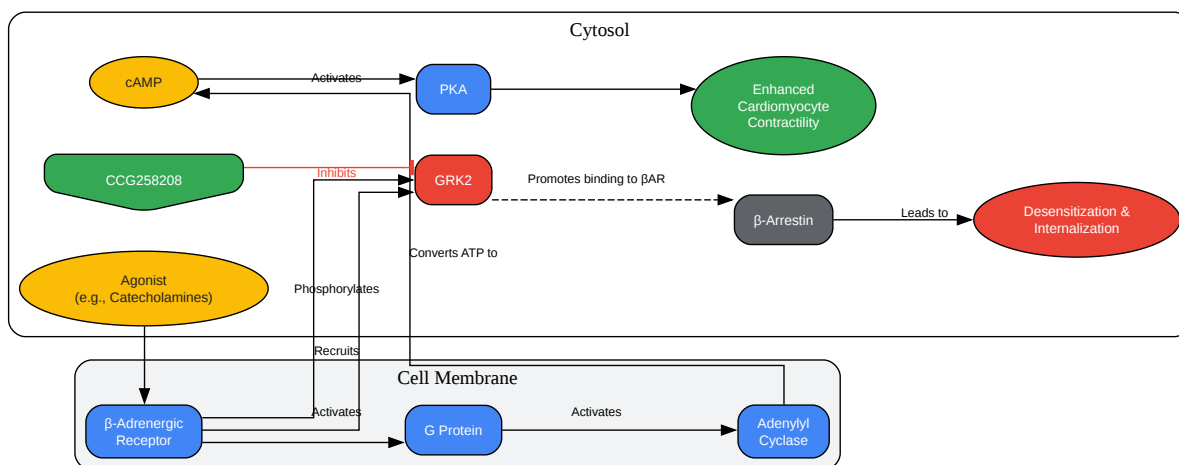 Cytosol
cAMP
Activates
PKA
Enhanced
Cardiomyocyte
Contractility
CCG258208
Inhibits
GRK2
Promotes binding to βAR
β-Arrestin
Leads to
Desensitization &
Internalization
Converts ATP to
Agonist
(e.g., Catecholamines)
Phosphorylates
Recruits
Cell Membrane
β-Adrenergic
Receptor
Activates
G Protein
Activates
Adenylyl
Cyclase